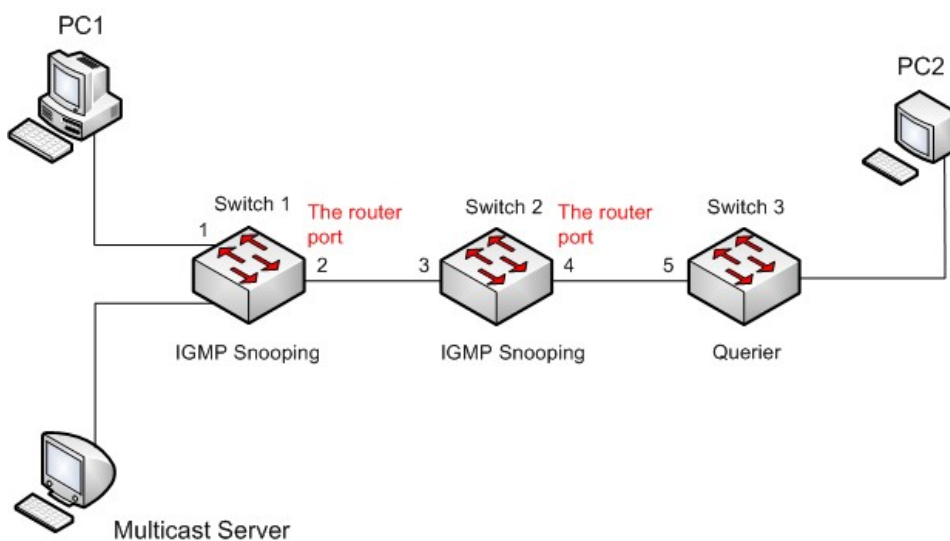 PC1
PC2
Switch 1
The router
port
Switch 2
The router
port
Switch 3
1
2
3
4
5
IGMP Snooping
IGMP Snooping
Querier
Multicast Server